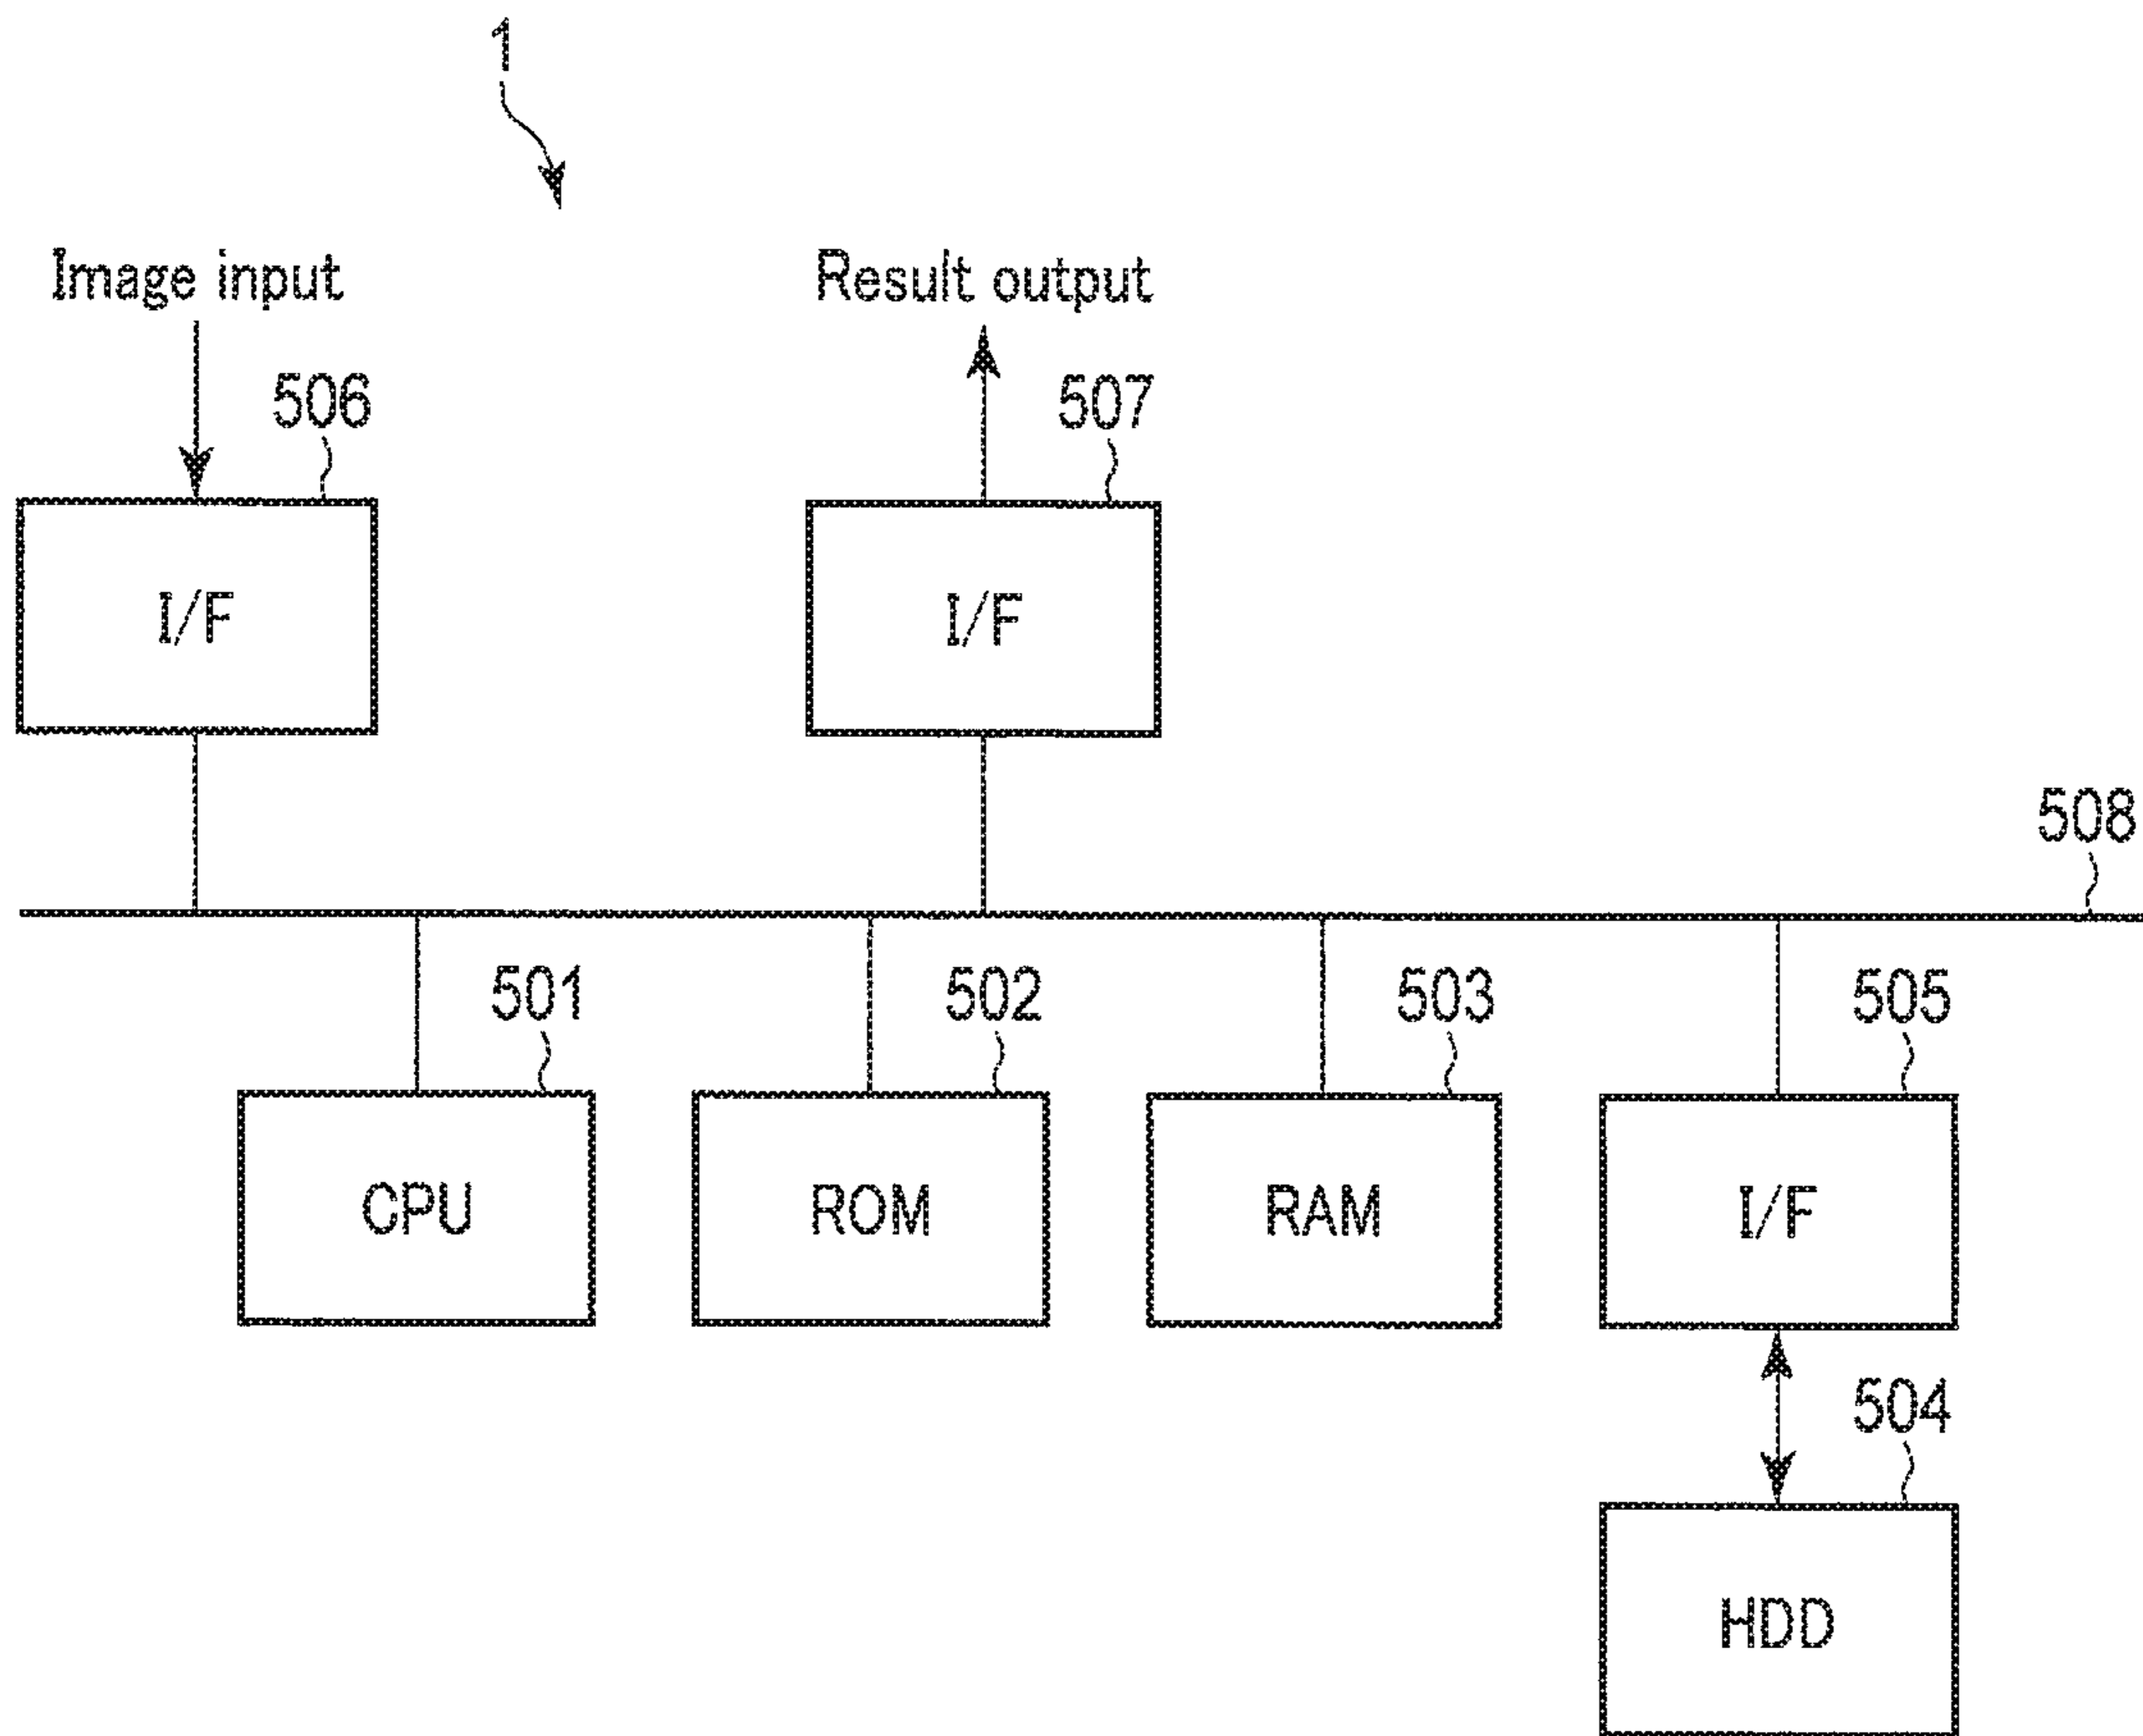 1
Image input
Result output
506
507
I/F
I/F
508
501
502
503
505
CPU
ROM
RAM
I/F
504
HDD